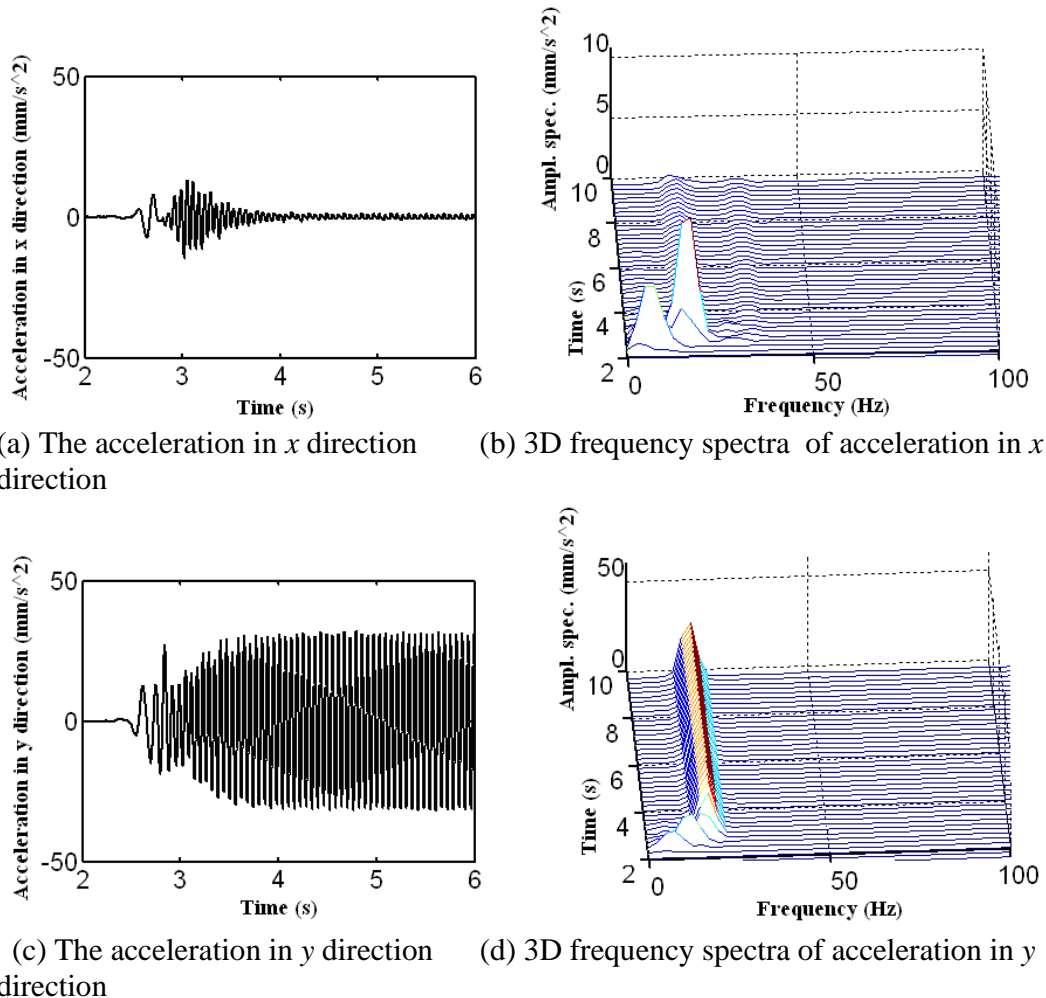 Acceleration in x direction (mm/s^2)
50
0
-50
2 3 4 5 6
Time (s)
Ampl. spec. (mm/s^2)
10
5
0
10
8
6
4
2
Time (s)
0 50 100
Frequency (Hz)
(a) The acceleration in x direction (b) 3D frequency spectra of acceleration in x
direction
Acceleration in y direction (mm/s^2)
50
0
-50
2 3 4 5 6
Time (s)
Ampl. spec. (mm/s^2)
50
0
10
8
6
4
2
Time (s)
0 50 100
Frequency (Hz)
(c) The acceleration in y direction (d) 3D frequency spectra of acceleration in y
direction